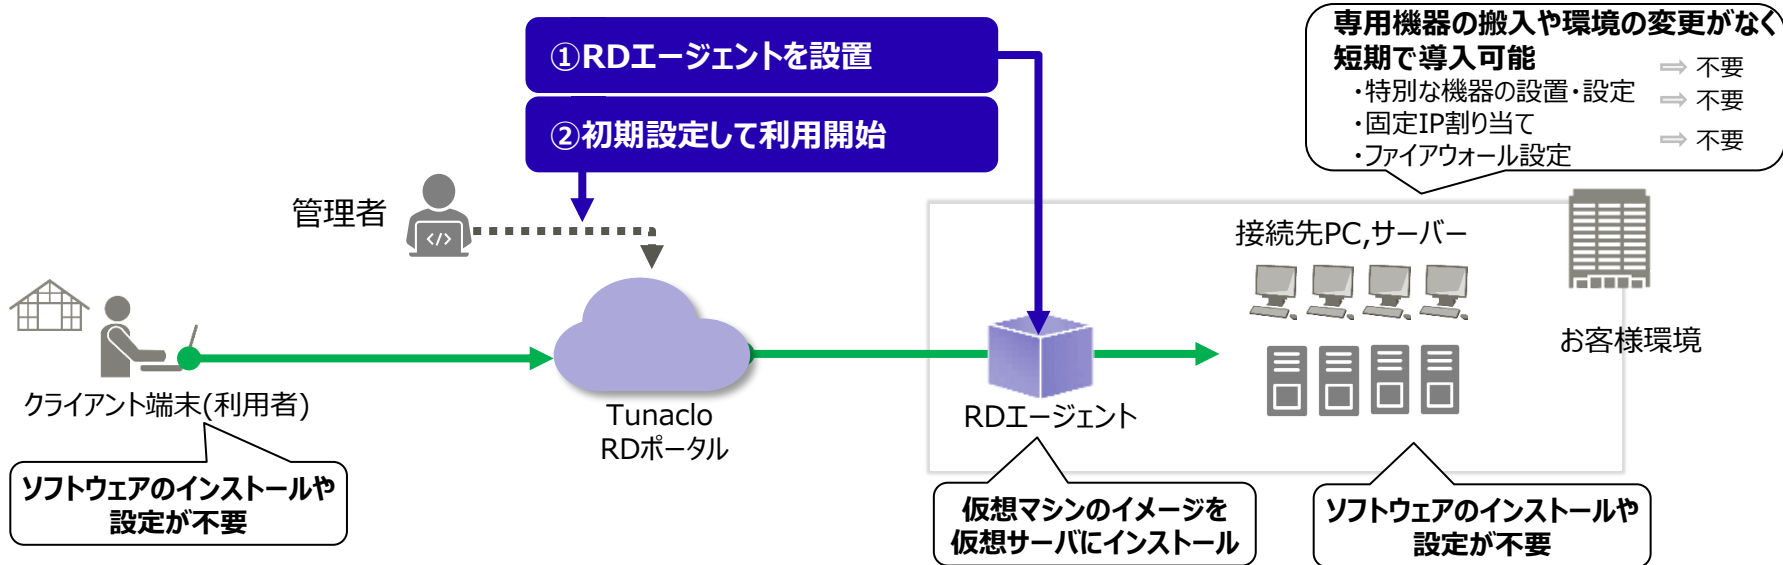 ①RDエージェントを設置
②初期設定して利用開始
専用機器の搬入や環境の変更がなく
短期で導入可能
・特別な機器の設置・設定 ⇒ 不要
・固定IP割り当て ⇒ 不要
・ファイアウォール設定 ⇒ 不要
管理者
</>
接続先PC,サーバー
お客様環境
クライアント端末(利用者)
Tunaclo
RDポータル
RDエージェント
ソフトウェアのインストールや
設定が不要
仮想マシンのイメージを
仮想サーバにインストール
ソフトウェアのインストールや
設定が不要